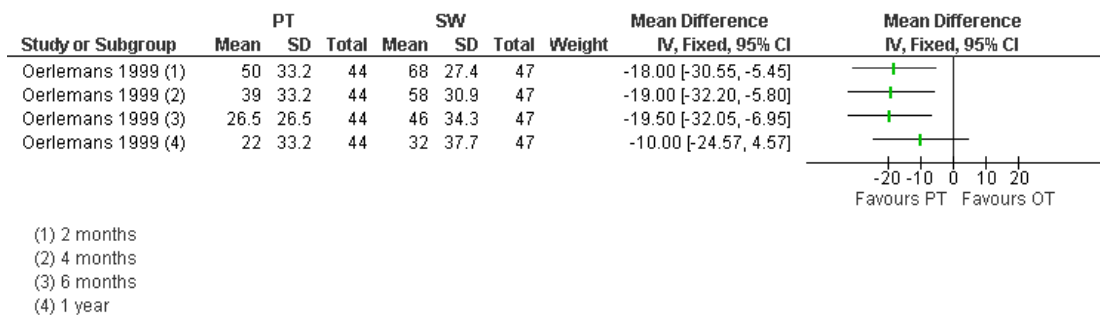 PT SW Mean Difference Mean Difference
Study or Subgroup Mean SD Total Mean SD Total Weight IV, Fixed, 95% CI IV, Fixed, 95% CI
Oerlemans 1999 (1) 50 33.2 44 68 27.4 47 -18.00 [-30.55, -5.45]
Oerlemans 1999 (2) 39 33.2 44 58 30.9 47 -19.00 [-32.20, -5.80]
Oerlemans 1999 (3) 26.5 26.5 44 46 34.3 47 -19.50 [-32.05, -6.95]
Oerlemans 1999 (4) 22 33.2 44 32 37.7 47 -10.00 [-24.57, 4.57]
-20 -10 0 10 20
Favours PT Favours OT
(1) 2 months
(2) 4 months
(3) 6 months
(4) 1 year